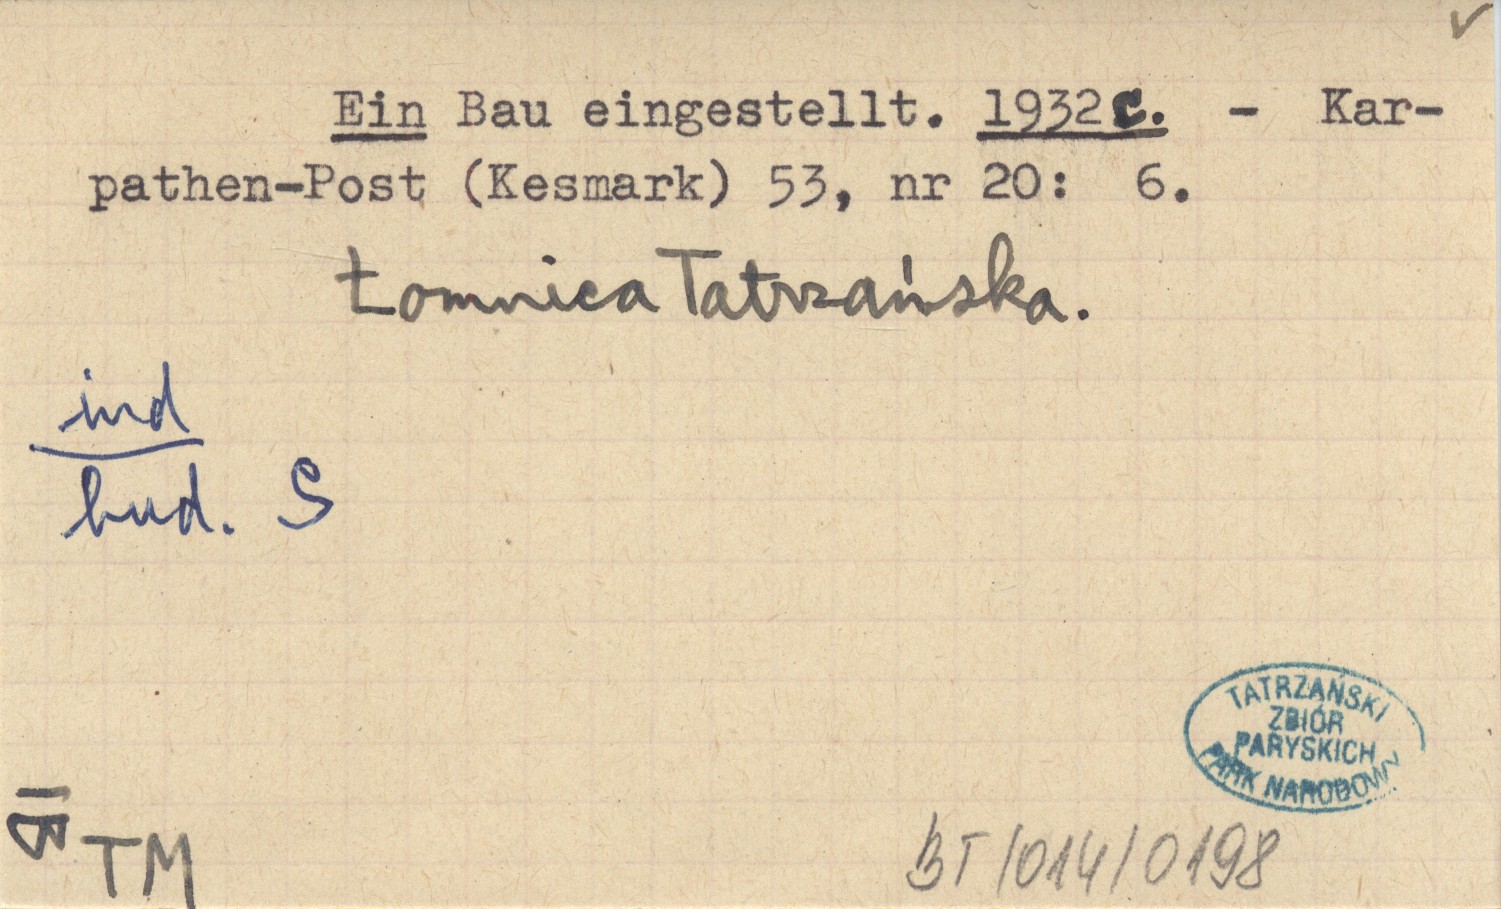 Ein Bau eingestellt. 1932c. - Kar-
pathen-Post (Kesmark) 53, nr 20: 6.
Łomnica Tatrzańska.
ind
bud. S
TATRZAŃSKI
ZBIÓR
PARYSKICH
PARK NARODOWY
TM
BT/014/0198